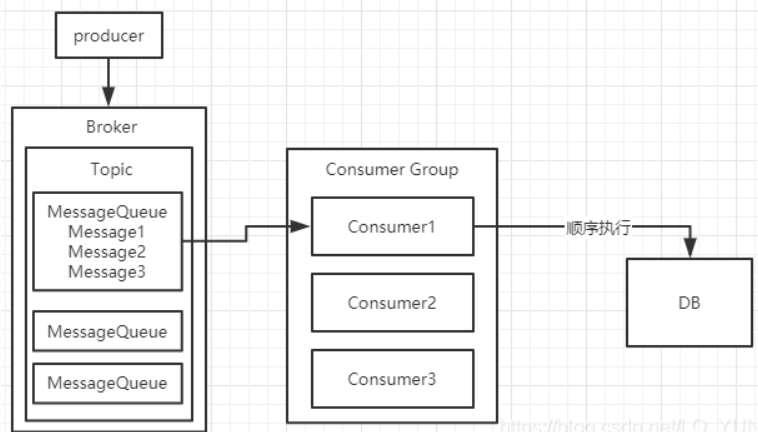 producer
Broker
Topic
MessageQueue
Message1
Message2
Message3
MessageQueue
MessageQueue
Consumer Group
Consumer1
Consumer2
Consumer3
顺序执行
DB
https://blog.csdn.net/LO_YUN